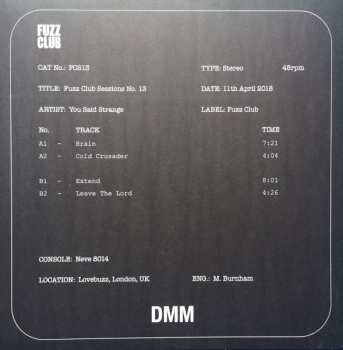 FUZZ
CLUB
CAT No.: FCS13 TYPE: Stereo 45rpm
TITLE: Fuzz Club Sessions No. 13 DATE: 11th April 2018
ARTIST: You Said Strange LABEL: Fuzz Club
No. TRACK TIME
A1 - Brain 7:21
A2 - Cold Crusader 4:04
B1 - Extend 8:01
B2 - Leave The Lord 4:26
CONSOLE: Neve 8014
LOCATION: Lovebuzz, London, UK ENG.: M. Burnham
DMM